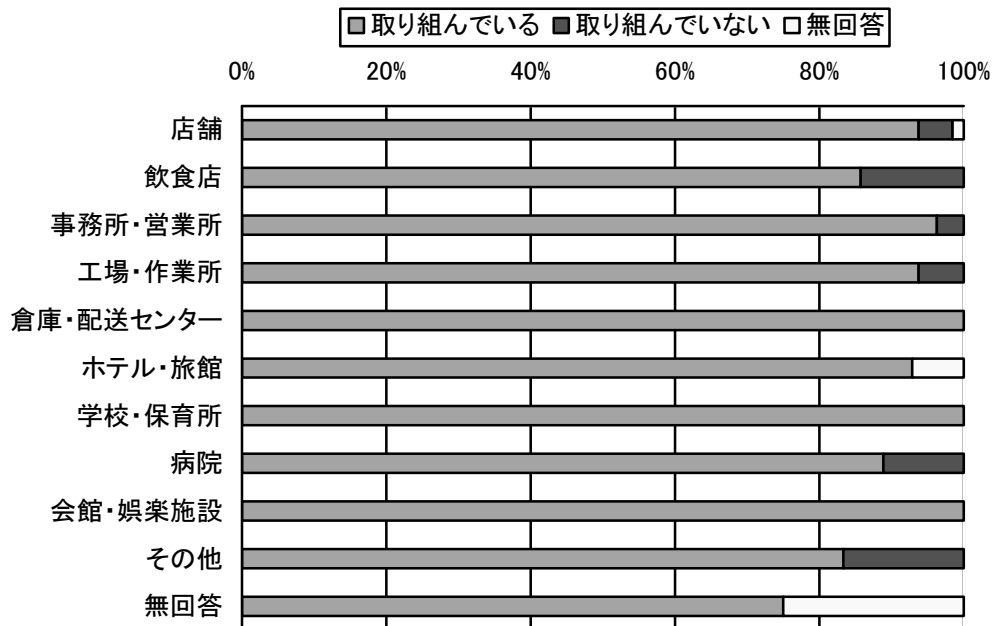 取り組んでいる 取り組んでいない 無回答
0% 20% 40% 60% 80% 100%
店舗
飲食店
事務所・営業所
工場・作業所
倉庫・配送センター
ホテル・旅館
学校・保育所
病院
会館・娯楽施設
その他
無回答